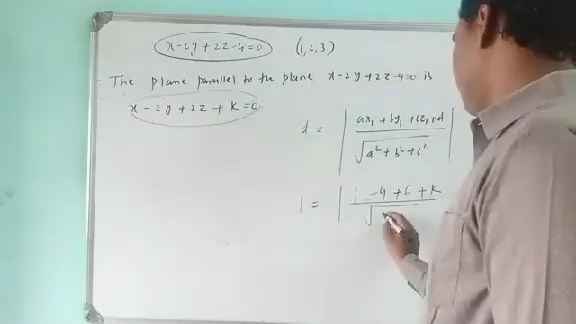 x-2y+2z-4=0 (1,2,3)
The plane parallel to the plane x-2y+2z-4=0 is
x-2y+2z+k=0
d = | ax₁+by₁+cz₁+d / √a²+b²+c² |
1 = | 1-4+6+k / √